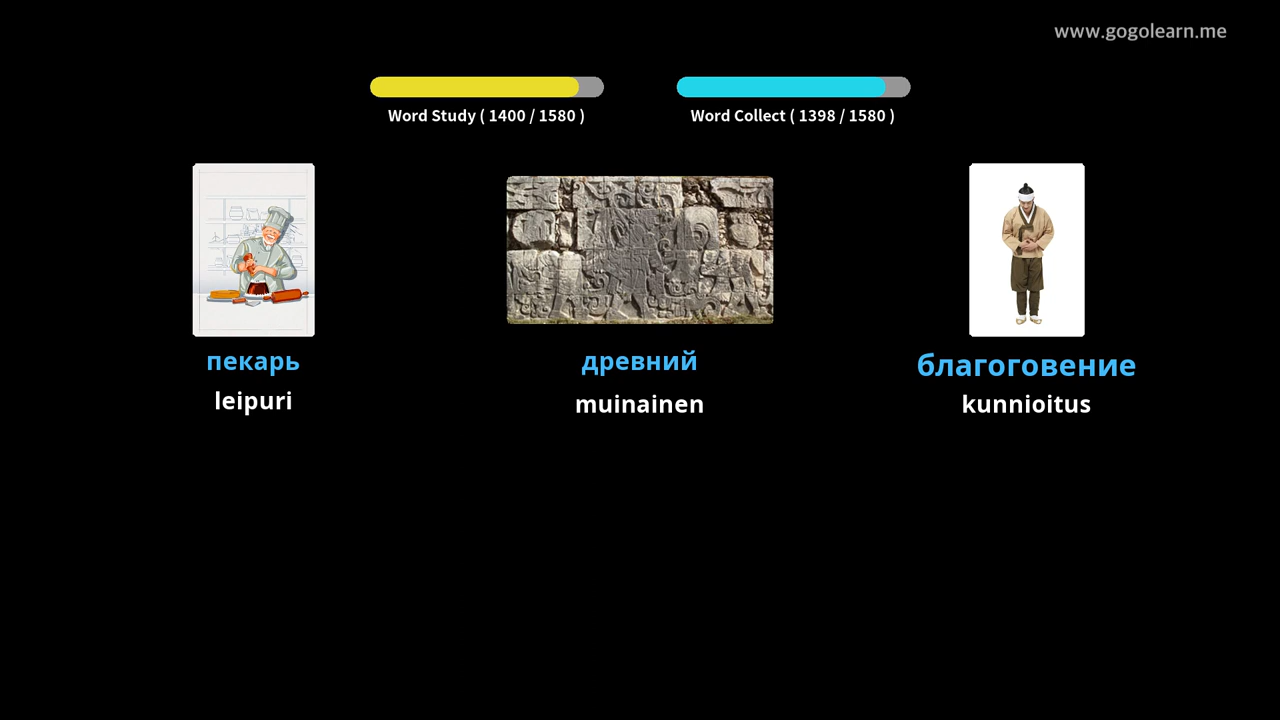 www.gogolearn.me
Word Study ( 1400 / 1580 )
Word Collect ( 1398 / 1580 )
пекарь
leipuri
древний
muinainen
благоговение
kunnioitus